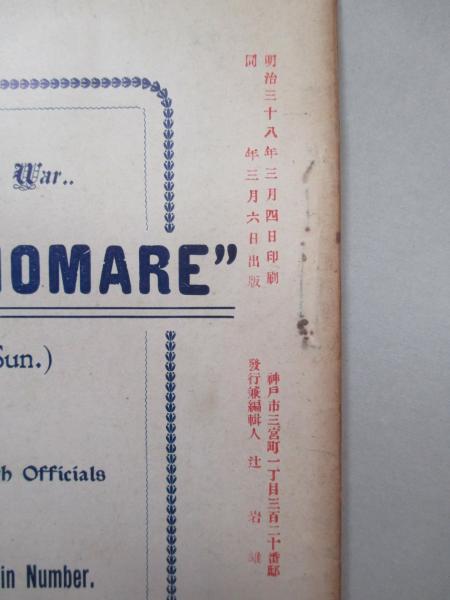 War..
HOMARE”
Sun.)
h Officials
in Number.
明治三十八年三月四日印刷
同年三月六日出版
神戸市三宮町一丁目三百二十番邸
發行兼編輯人 辻岩雄